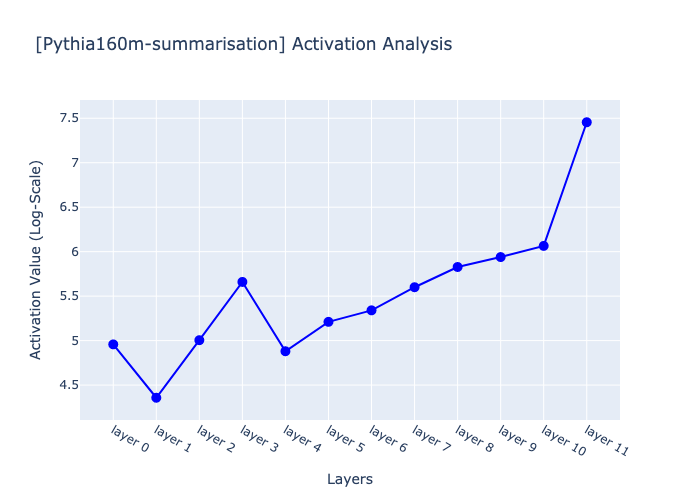 [Pythia160m-summarisation] Activation Analysis
Activation Value (Log-Scale)
7.5
7
6.5
6
5.5
5
4.5
layer 0
layer 1
layer 2
layer 3
layer 4
layer 5
layer 6
layer 7
layer 8
layer 9
layer 10
layer 11
Layers